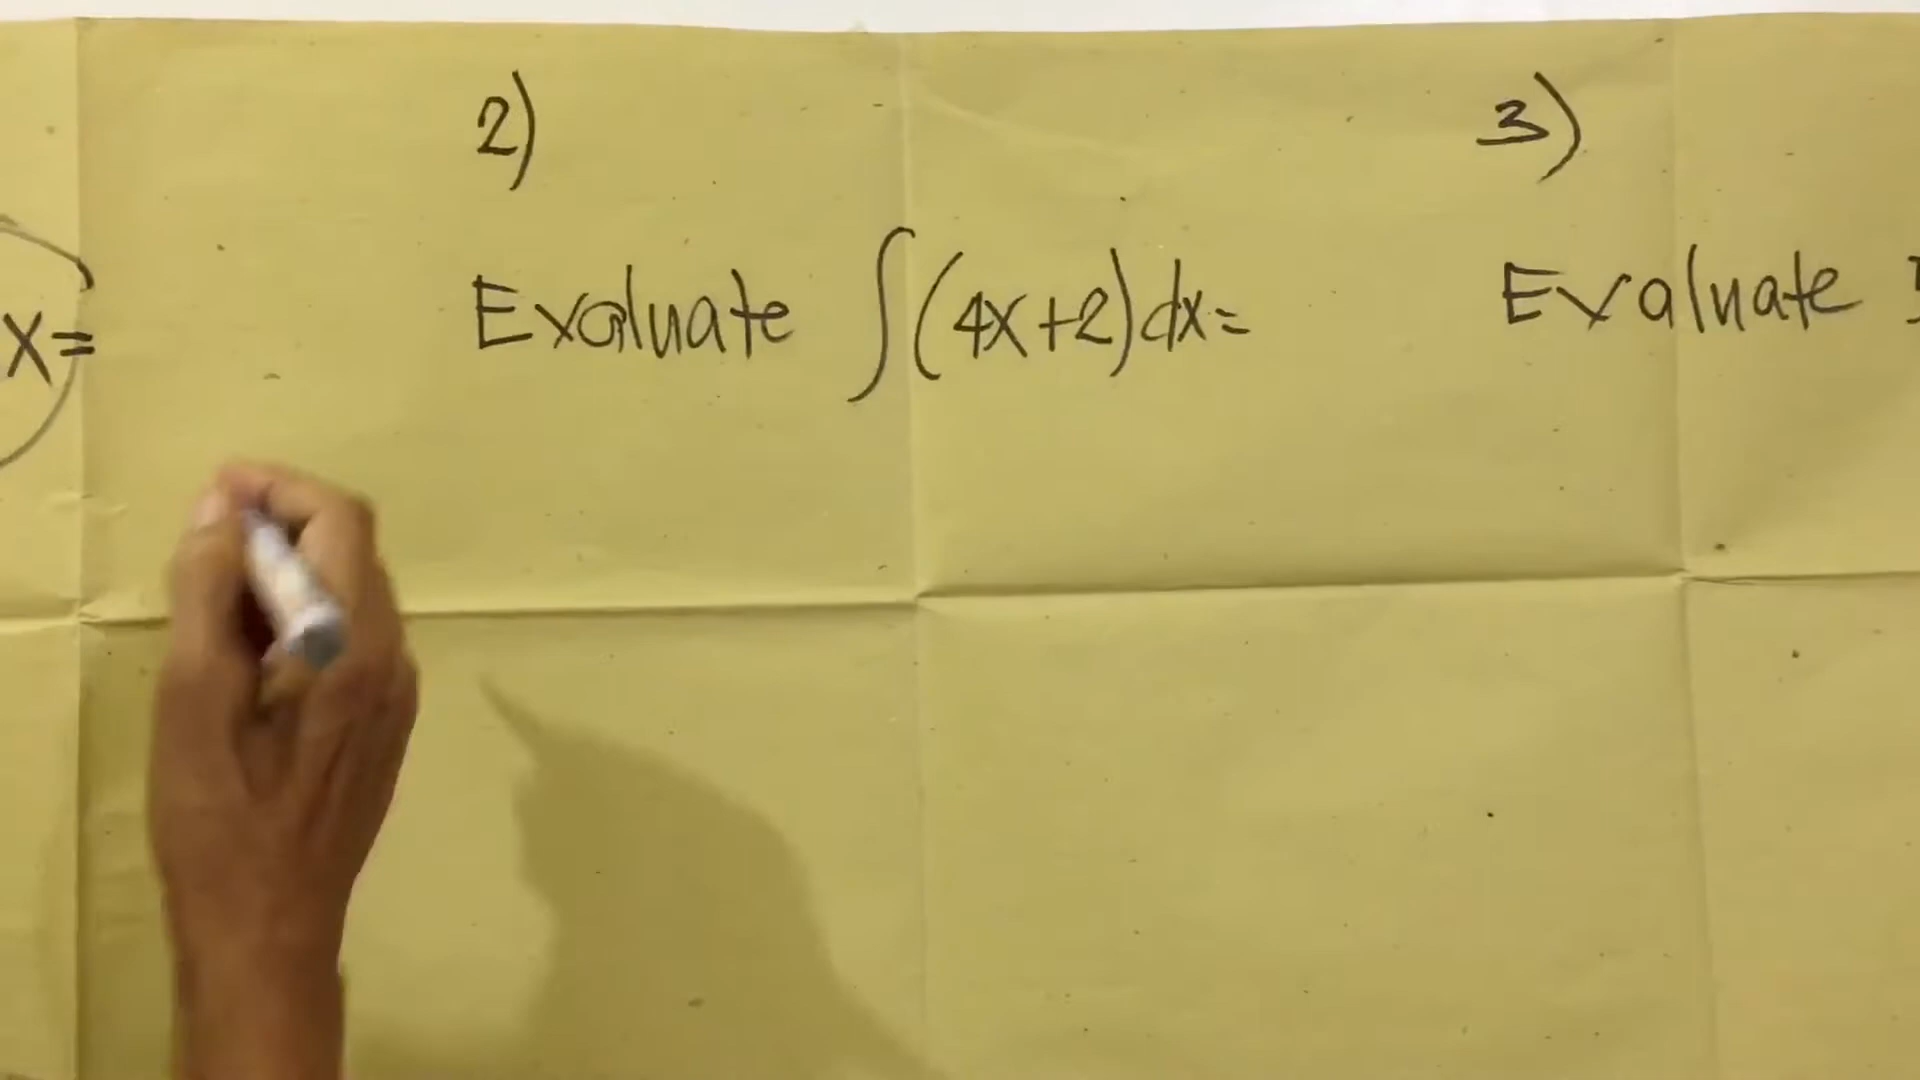 2)
Evaluate ∫(4x+2)dx=
3)
Evaluate
x=